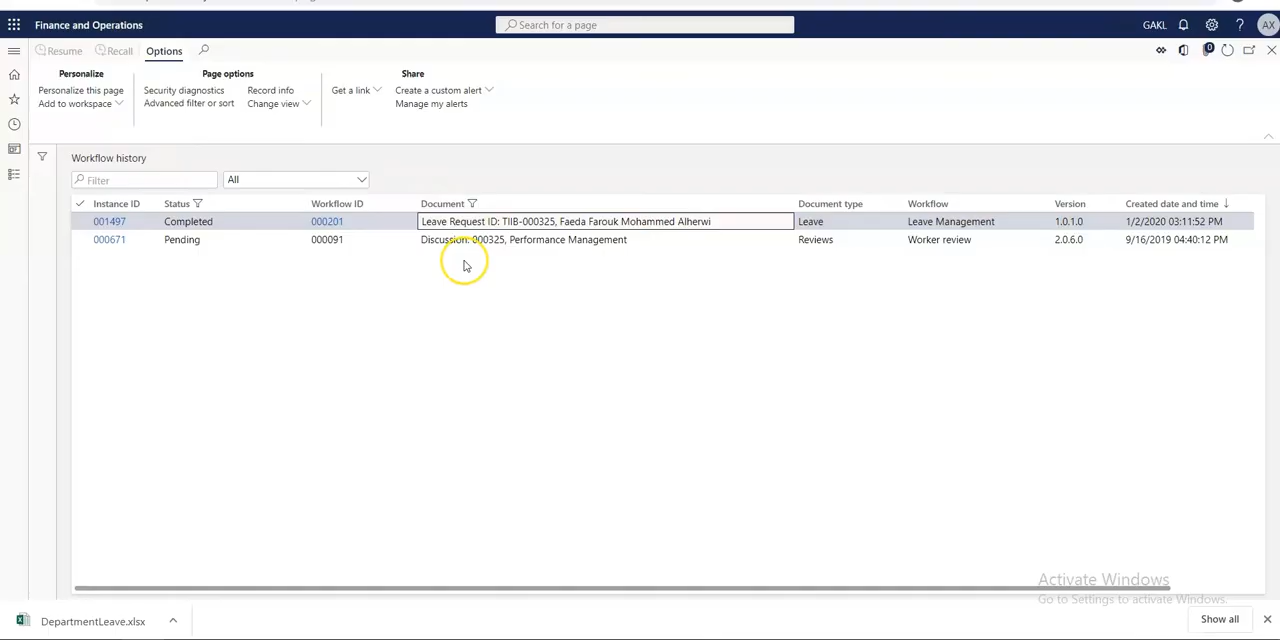 Finance and Operations
Search for a page
GAKL
?
AX
Resume
Recall
Options
0
Personalize
Page options
Share
Personalize this page
Security diagnostics
Record info
Get a link
Create a custom alert
Add to workspace
Advanced filter or sort
Change view
Manage my alerts
Workflow history
Filter
All
Instance ID Status Workflow ID Document Document type Workflow Version Created date and time
001497 Completed 000201 Leave Request ID: TIIB-000325, Faeda Farouk Mohammed Alherwi Leave Leave Management 1.0.1.0 1/2/2020 03:11:52 PM
000671 Pending 000091 Discussion: 000325, Performance Management Reviews Worker review 2.0.6.0 9/16/2019 04:40:12 PM
Activate Windows
Go to Settings to activate Windows.
DepartmentLeave.xlsx
Show all